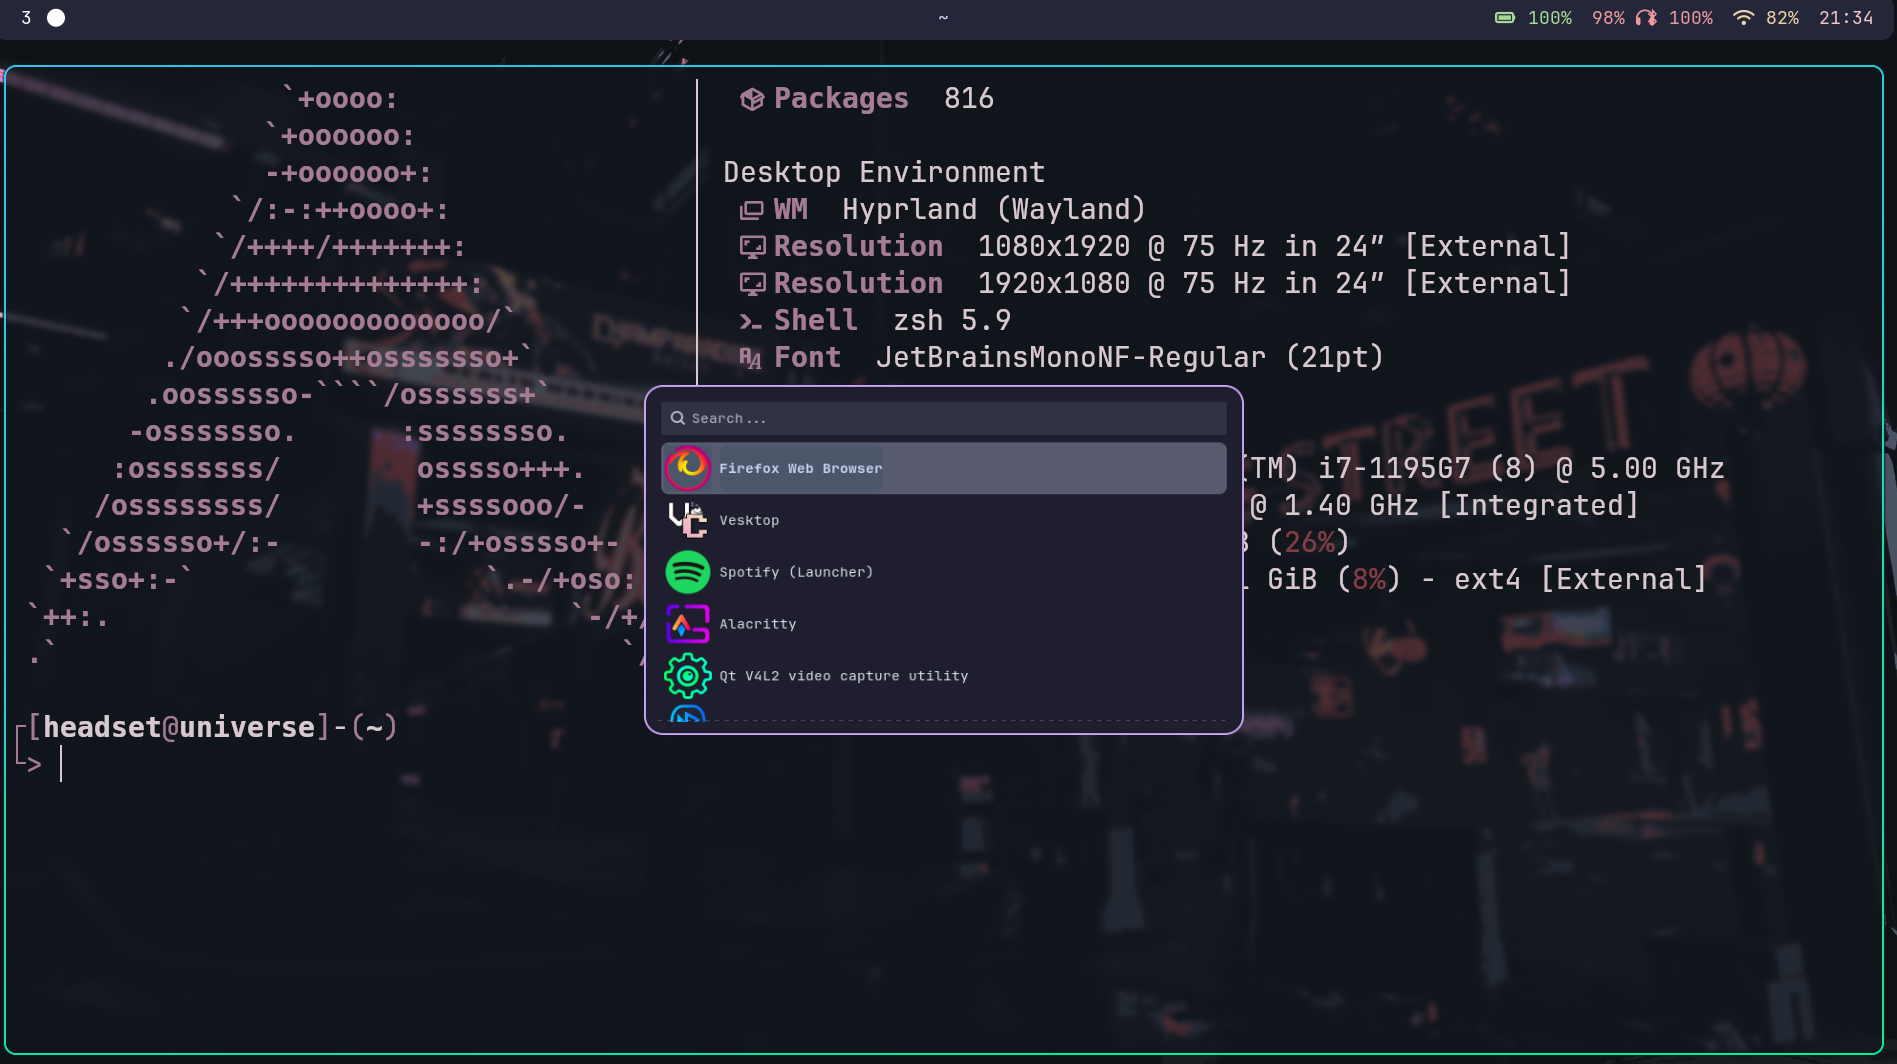 3
~
100% 98% 100% 82% 21:34
`+oooo:
`+oooooo:
-+oooooo+:
`/:-:++oooo+:
`/++++/+++++++:
`/++++++++++++++:
`/+++ooooooooooooo/`
./ooosssso++osssssso+`
.oossssso-````/ossssss+`
-osssssso. :ssssssso.
:osssssss/ osssso+++.
/ossssssss/ +ssssooo/-
`/ossssso+/:- -:/+osssso+-
`+sso+:-` `.-/+oso:
`++:. `-/+/
.` `/
Packages 816
Desktop Environment
WM Hyprland (Wayland)
Resolution 1080x1920 @ 75 Hz in 24″ [External]
Resolution 1920x1080 @ 75 Hz in 24″ [External]
Shell zsh 5.9
Font JetBrainsMonoNF-Regular (21pt)
(TM) i7-1195G7 (8) @ 5.00 GHz
@ 1.40 GHz [Integrated]
(26%)
GiB (8%) - ext4 [External]
Search...
Firefox Web Browser
Vesktop
Spotify (Launcher)
Alacritty
Qt V4L2 video capture utility
STREET
[headset@universe]-(~)
>